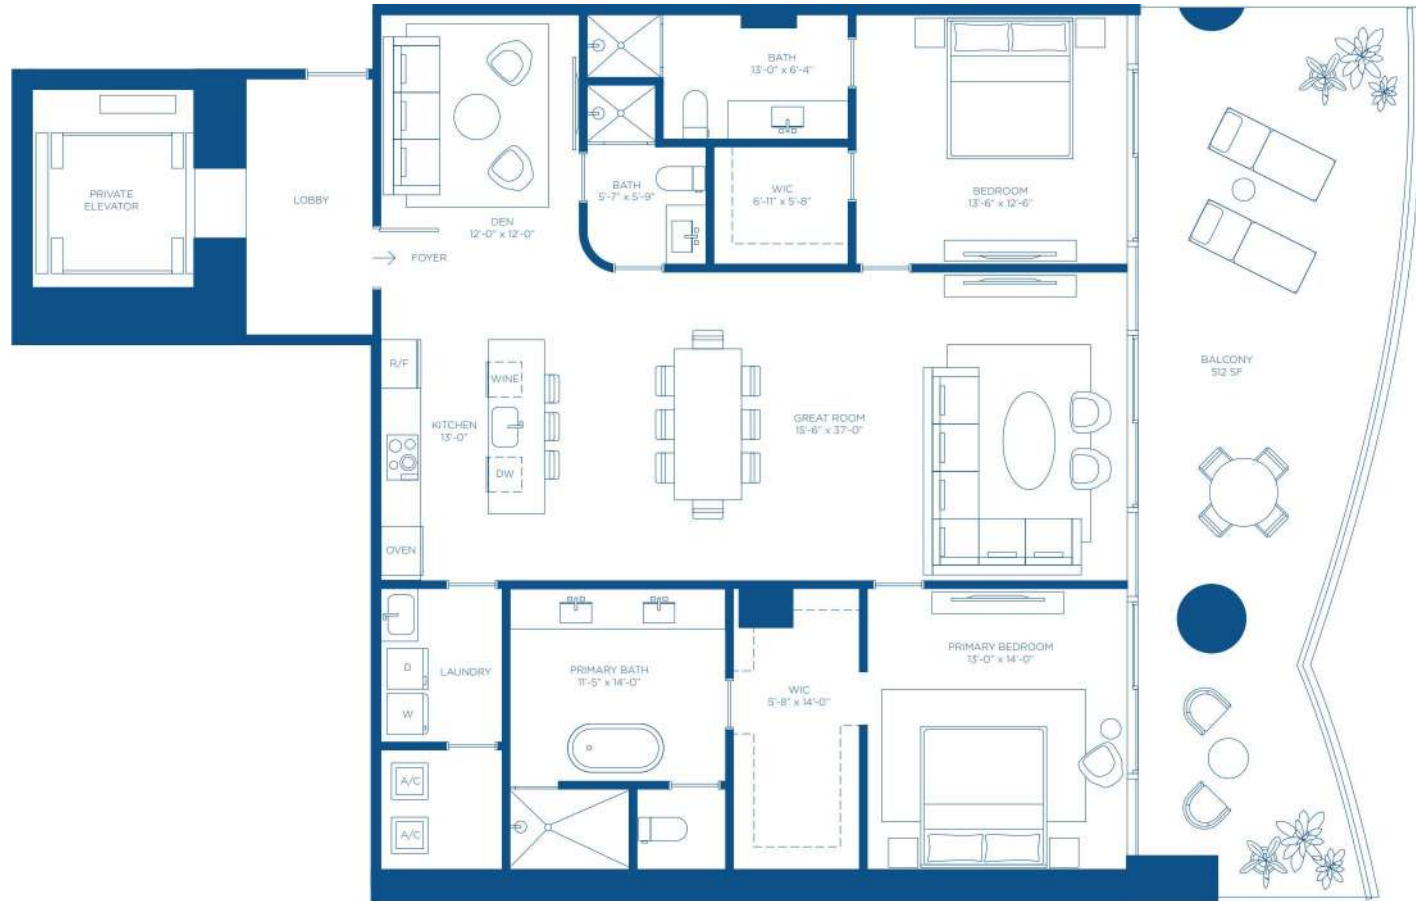 BATH
13'-0" x 6'-4"
PRIVATE
ELEVATOR
LOBBY
DEN
12'-0" x 12'-0"
BATH
5'-7" x 5'-9"
WIC
6'-11" x 5'-8"
BEDROOM
13'-6" x 12'-6"
FOYER
R/F
WINE
KITCHEN
13'-0"
DW
OVEN
GREAT ROOM
15'-6" x 37'-0"
BALCONY
512 SF
LAUNDRY
D
W
A/C
A/C
PRIMARY BATH
11'-5" x 14'-0"
WIC
5'-8" x 14'-0"
PRIMARY BEDROOM
13'-0" x 14'-0"